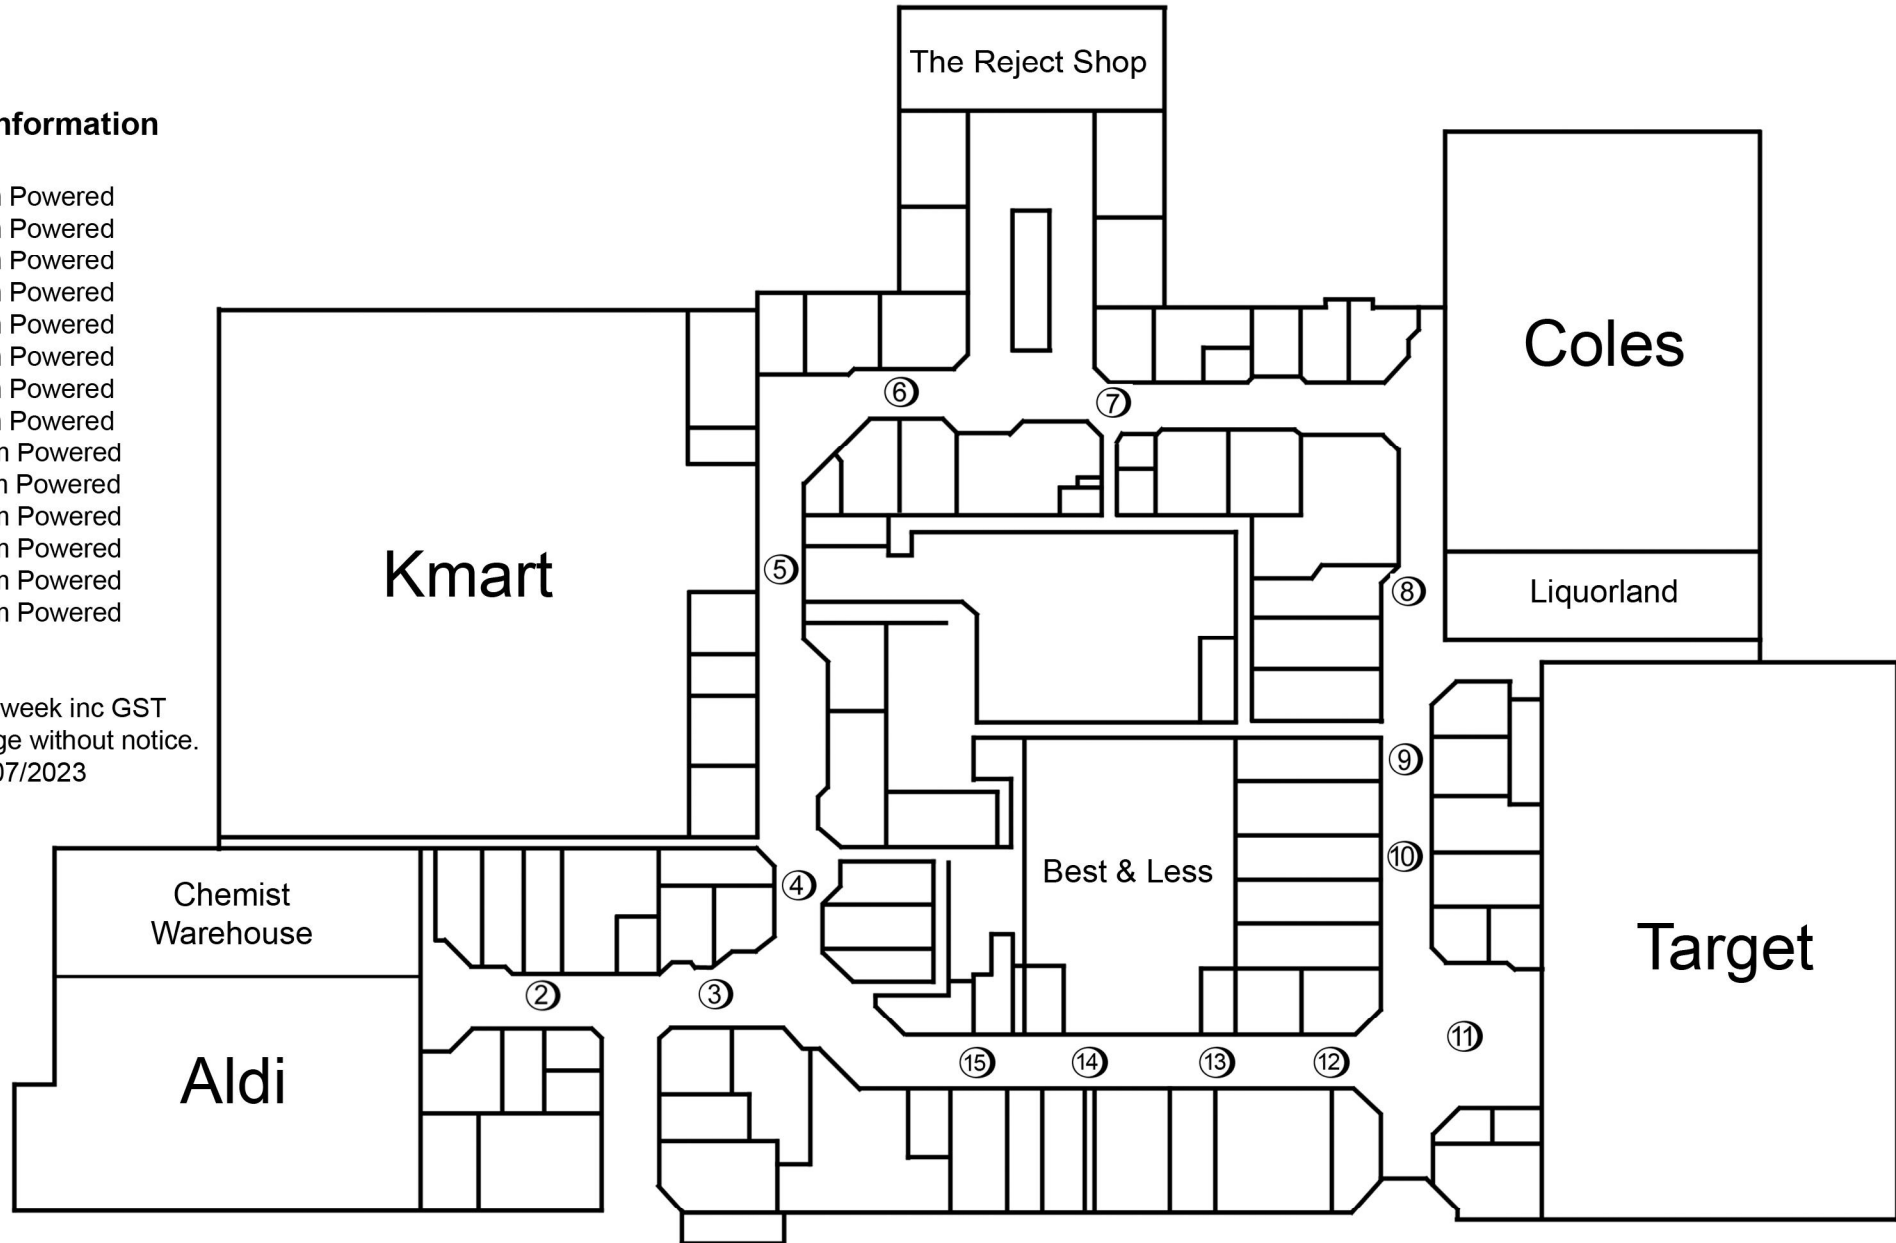 The Reject Shop
nformation
Powered
Powered
Powered
Powered
Powered
Powered
Powered
Powered
m Powered
Powered
m Powered
m Powered
m Powered
m Powered
week inc GST
ge without notice.
07/2023
Coles
Kmart
Liquorland
Chemist
Warehouse
Best & Less
Target
Aldi
6
7
5
8
9
10
4
2
3
11
15
14
13
12